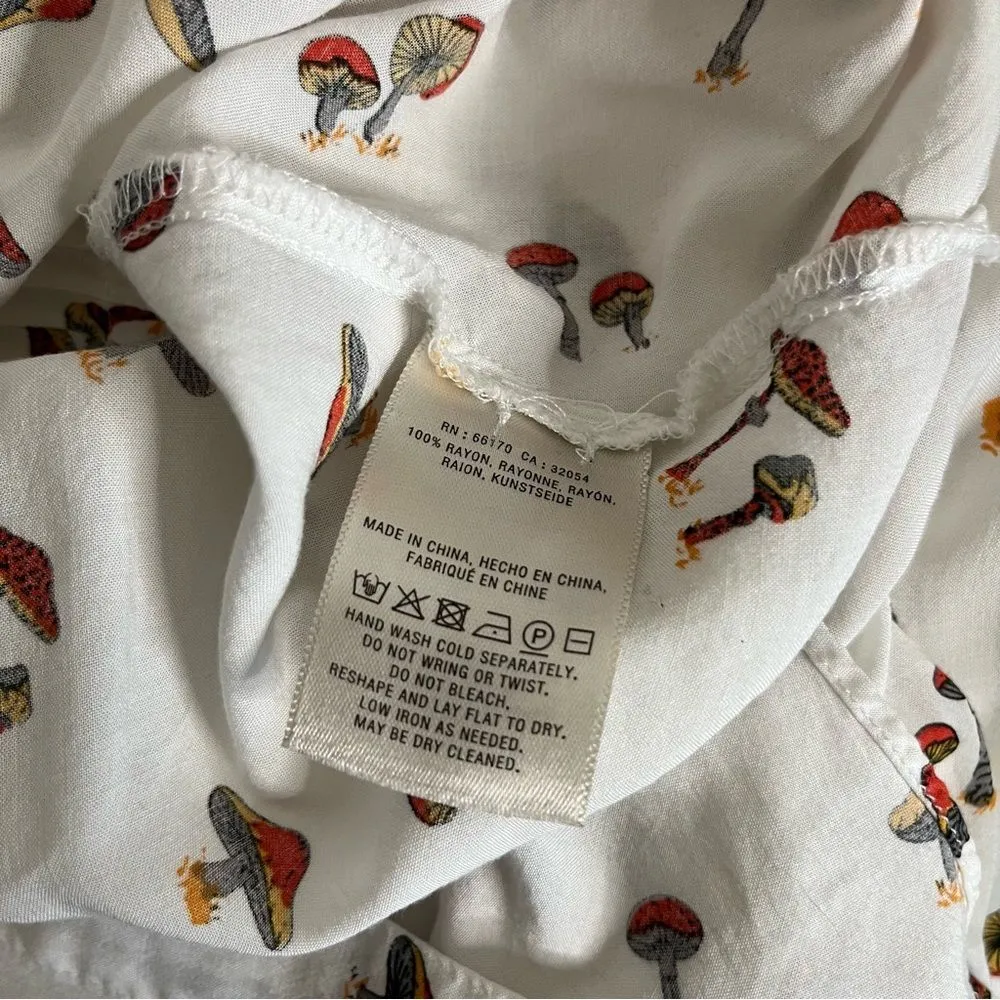 RN : 66170 CA : 32054
100% RAYON, RAYONNE, RAYÓN,
RAION, KUNSTSEIDE
MADE IN CHINA, HECHO EN CHINA,
FABRIQUÉ EN CHINE
P
HAND WASH COLD SEPARATELY.
DO NOT WRING OR TWIST.
DO NOT BLEACH.
RESHAPE AND LAY FLAT TO DRY.
LOW IRON AS NEEDED.
MAY BE DRY CLEANED.